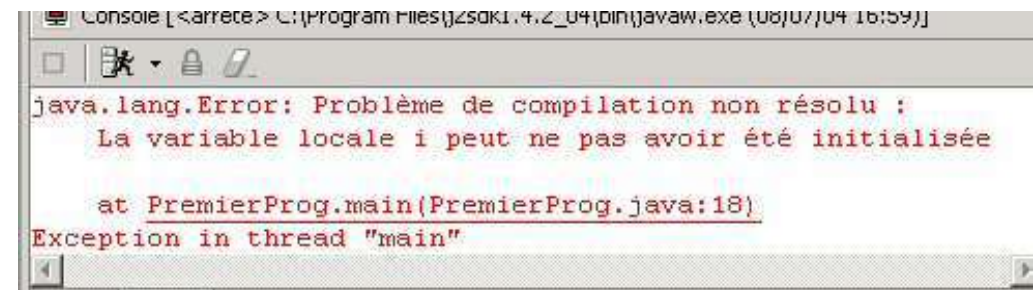 Console [<arrêté> C:\Program Files\j2sdk1.4.2_04\bin\javaw.exe (08/07/04 16:59)]
java.lang.Error: Problème de compilation non résolu :
La variable locale i peut ne pas avoir été initialisée
at PremierProg.main(PremierProg.java:18)
Exception in thread "main"